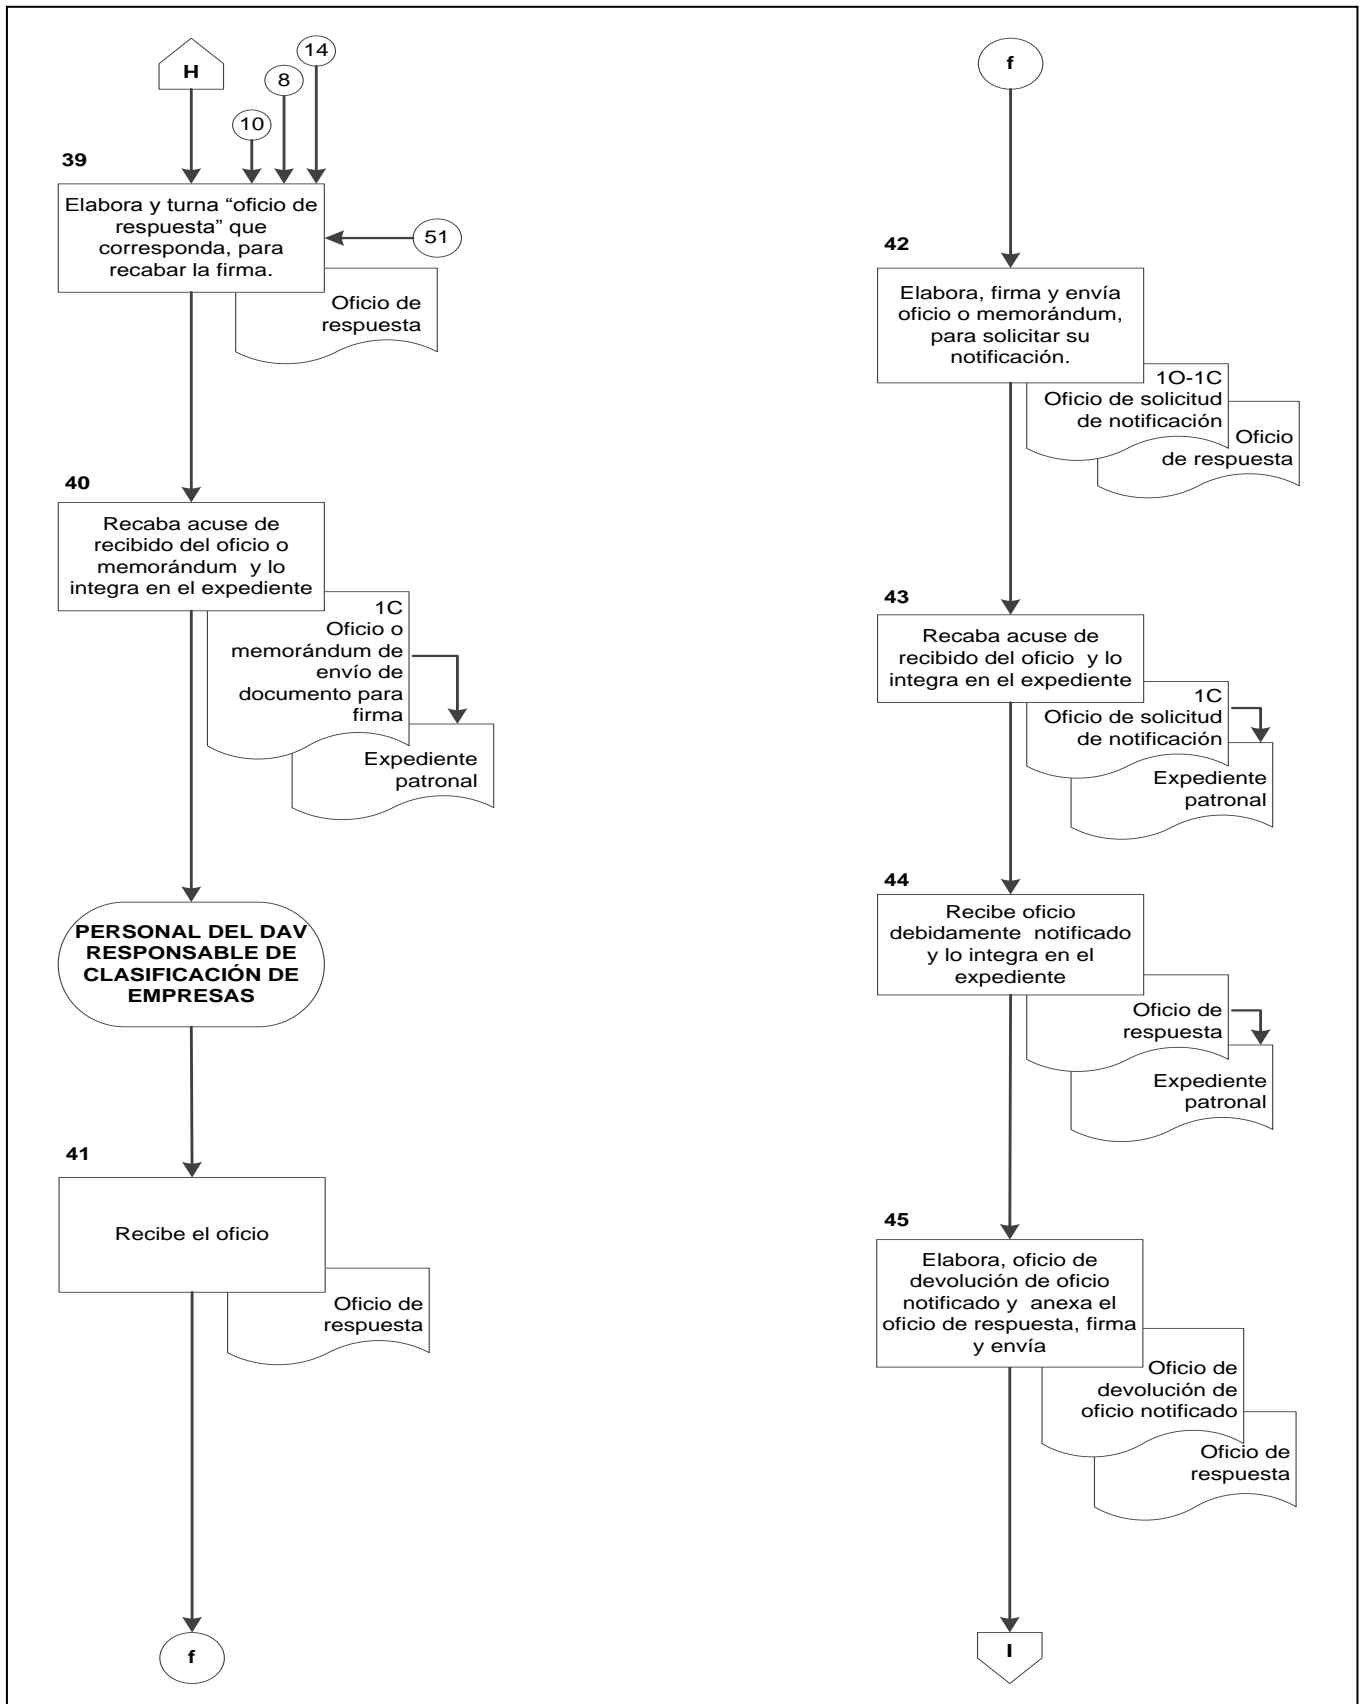 H
14
8
10
39
Elabora y turna “oficio de
respuesta” que
corresponda, para
recabar la firma.
51
Oficio de
respuesta
40
Recaba acuse de
recibido del oficio o
memorándum y lo
integra en el expediente
1C
Oficio o
memorándum de
envío de
documento para
firma
Expediente
patronal
PERSONAL DEL DAV
RESPONSABLE DE
CLASIFICACIÓN DE
EMPRESAS
41
Recibe el oficio
Oficio de
respuesta
f
f
42
Elabora, firma y envía
oficio o memorándum,
para solicitar su
notificación.
1O-1C
Oficio de solicitud
de notificación
Oficio
de respuesta
43
Recaba acuse de
recibido del oficio y lo
integra en el expediente
1C
Oficio de solicitud
de notificación
Expediente
patronal
44
Recibe oficio
debidamente notificado
y lo integra en el
expediente
Oficio de
respuesta
Expediente
patronal
45
Elabora, oficio de
devolución de oficio
notificado y anexa el
oficio de respuesta, firma
y envía
Oficio de
devolución de
oficio notificado
Oficio de
respuesta
I